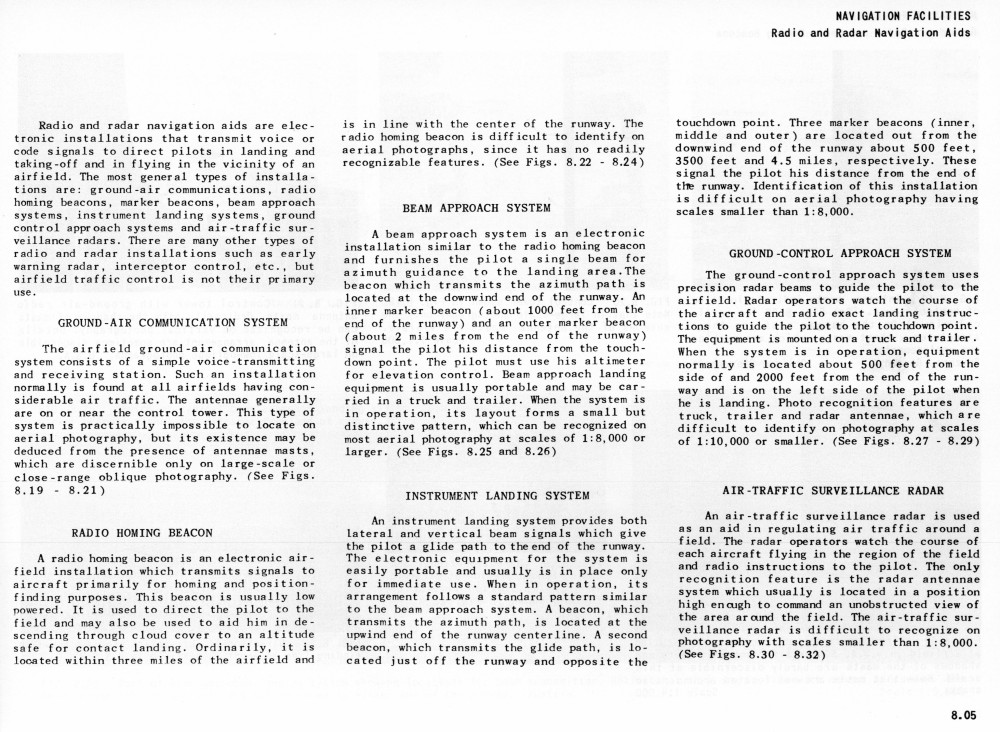 NAVIGATION FACILITIES
Radio and Radar Navigation Aids
Radio and radar navigation aids are elec-
tronic installations that transmit voice or
code signals to direct pilots in landing and
taking-off and in flying in the vicinity of an
airfield. The most general types of installa-
tions are: ground-air communications, radio
homing beacons, marker beacons, beam approach
systems, instrument landing systems, ground
control approach systems and air-traffic sur-
veillance radars. There are many other types of
radio and radar installations such as early
warning radar, interceptor control, etc., but
airfield traffic control is not their primary
use.
GROUND-AIR COMMUNICATION SYSTEM
The airfield ground-air communication
system consists of a simple voice-transmitting
and receiving station. Such an installation
normally is found at all airfields having con-
siderable air traffic. The antennae generally
are on or near the control tower. This type of
system is practically impossible to locate on
aerial photography, but its existence may be
deduced from the presence of antennae masts,
which are discernible only on large-scale or
close-range oblique photography. (See Figs.
8.19 - 8.21)
RADIO HOMING BEACON
A radio homing beacon is an electronic air-
field installation which transmits signals to
aircraft primarily for homing and position-
finding purposes. This beacon is usually low
powered. It is used to direct the pilot to the
field and may also be used to aid him in de-
scending through cloud cover to an altitude
safe for contact landing. Ordinarily, it is
located within three miles of the airfield and
is in line with the center of the runway. The
radio homing beacon is difficult to identify on
aerial photographs, since it has no readily
recognizable features. (See Figs. 8.22 - 8.24)
BEAM APPROACH SYSTEM
A beam approach system is an electronic
installation similar to the radio homing beacon
and furnishes the pilot a single beam for
azimuth guidance to the landing area. The
beacon which transmits the azimuth path is
located at the downwind end of the runway. An
inner marker beacon (about 1000 feet from the
end of the runway) and an outer marker beacon
(about 2 miles from the end of the runway)
signal the pilot his distance from the touch-
down point. The pilot must use his altimeter
for elevation control. Beam approach landing
equipment is usually portable and may be car-
ried in a truck and trailer. When the system is
in operation, its layout forms a small but
distinctive pattern, which can be recognized on
most aerial photography at scales of 1:8,000 or
larger. (See Figs. 8.25 and 8.26)
INSTRUMENT LANDING SYSTEM
An instrument landing system provides both
lateral and vertical beam signals which give
the pilot a glide path to the end of the runway.
The electronic equipment for the system is
easily portable and usually is in place only
for immediate use. When in operation, its
arrangement follows a standard pattern similar
to the beam approach system. A beacon, which
transmits the azimuth path, is located at the
upwind end of the runway centerline. A second
beacon, which transmits the glide path, is lo-
cated just off the runway and opposite the
touchdown point. Three marker beacons (inner,
middle and outer) are located out from the
downwind end of the runway about 500 feet,
3500 feet and 4.5 miles, respectively. These
signal the pilot his distance from the end of
the runway. Identification of this installation
is difficult on aerial photography having
scales smaller than 1:8,000.
GROUND-CONTROL APPROACH SYSTEM
The ground-control approach system uses
precision radar beams to guide the pilot to the
airfield. Radar operators watch the course of
the aircraft and radio exact landing instruc-
tions to guide the pilot to the touchdown point.
The equipment is mounted on a truck and trailer.
When the system is in operation, equipment
normally is located about 500 feet from the
side of and 2000 feet from the end of the run-
way and is on the left side of the pilot when
he is landing. Photo recognition features are
truck, trailer and radar antennae, which are
difficult to identify on photography at scales
of 1:10,000 or smaller. (See Figs. 8.27 - 8.29)
AIR-TRAFFIC SURVEILLANCE RADAR
An air-traffic surveillance radar is used
as an aid in regulating air traffic around a
field. The radar operators watch the course of
each aircraft flying in the region of the field
and radio instructions to the pilot. The only
recognition feature is the radar antennae
system which usually is located in a position
high enough to command an unobstructed view of
the area around the field. The air-traffic sur-
veillance radar is difficult to recognize on
photography with scales smaller than 1:8,000.
(See Figs. 8.30 - 8.32)
8.05